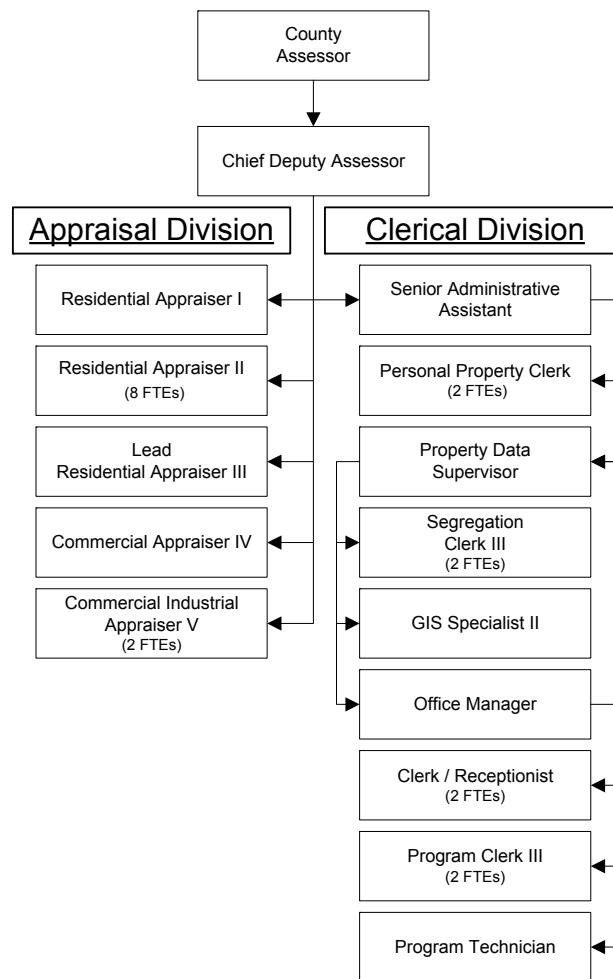 County
Assessor
Chief Deputy Assessor
Appraisal Division
Clerical Division
Residential Appraiser I
Senior Administrative
Assistant
Residential Appraiser II
(8 FTEs)
Personal Property Clerk
(2 FTEs)
Lead
Residential Appraiser III
Property Data
Supervisor
Commercial Appraiser IV
Segregation
Clerk III
(2 FTEs)
Commercial Industrial
Appraiser V
(2 FTEs)
GIS Specialist II
Office Manager
Clerk / Receptionist
(2 FTEs)
Program Clerk III
(2 FTEs)
Program Technician